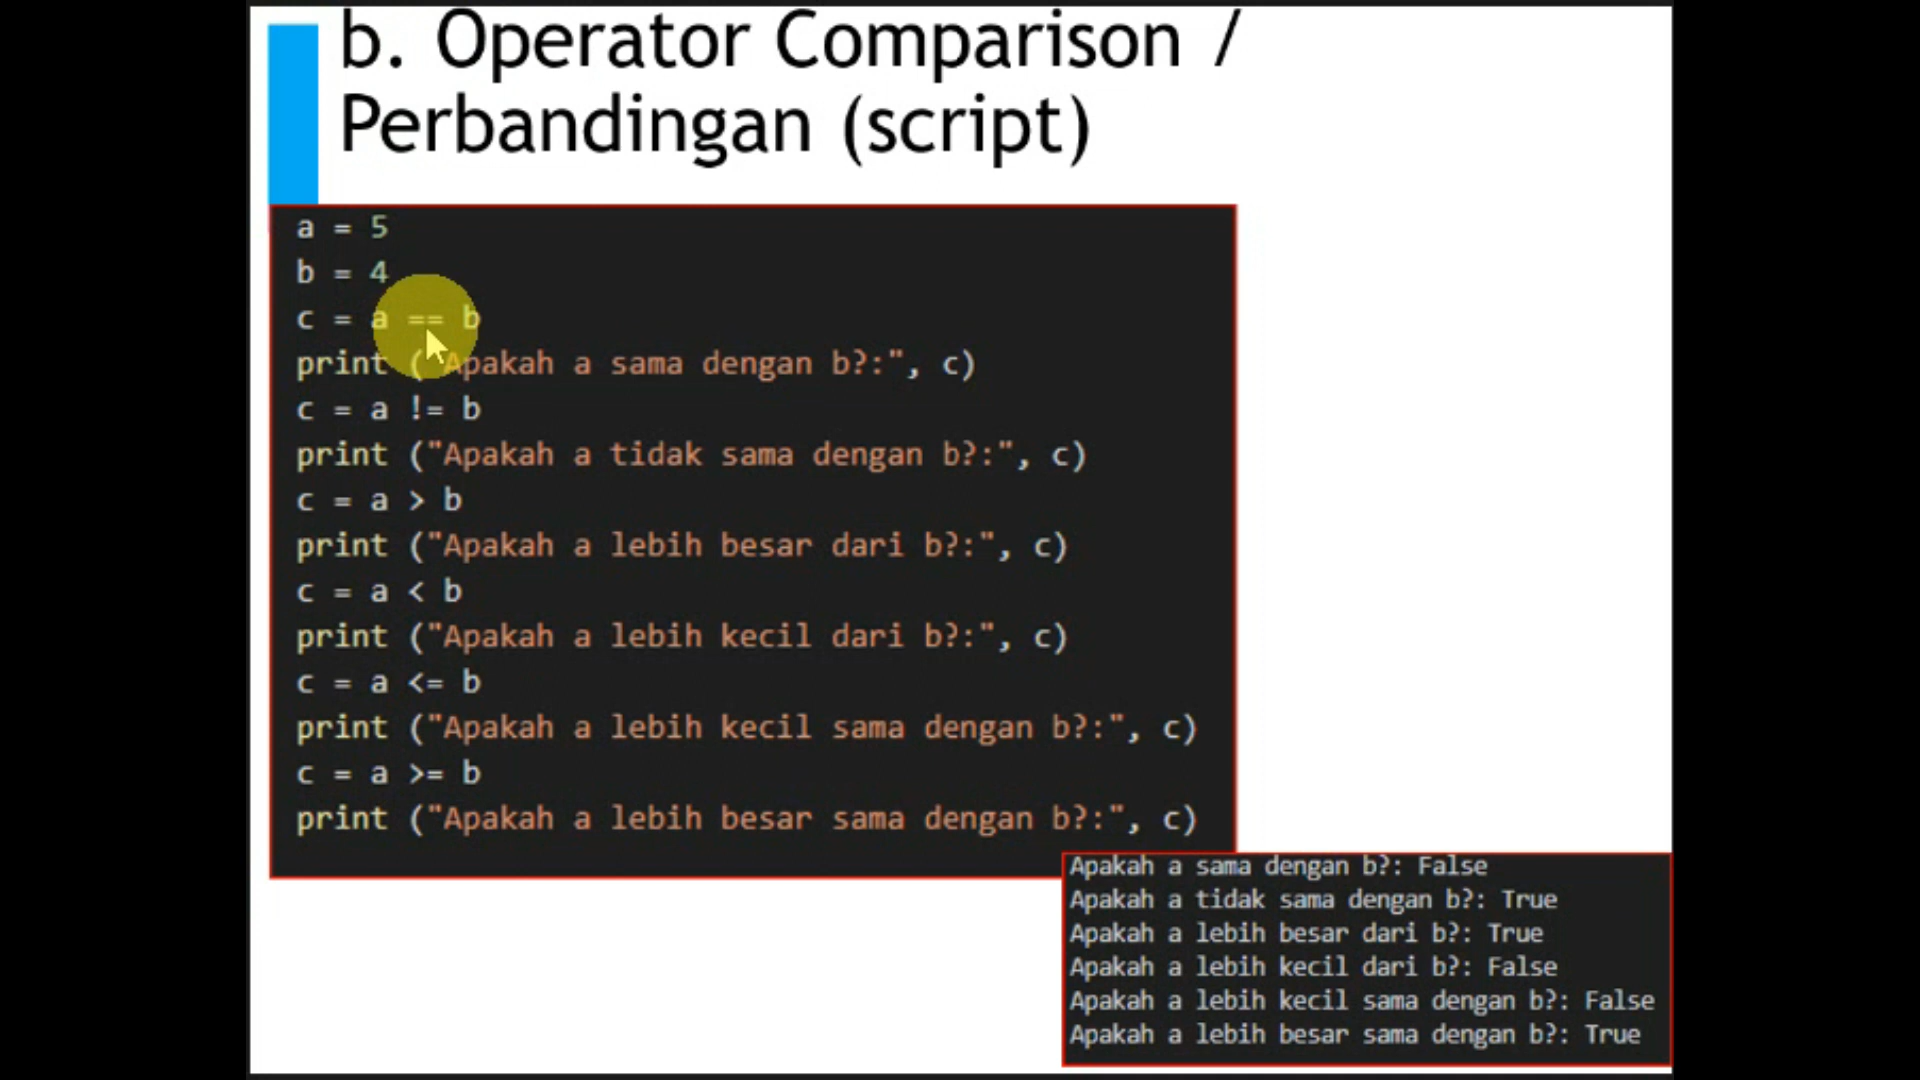 b. Operator Comparison /
Perbandingan (script)
a = 5
b = 4
c = a == b
print ("Apakah a sama dengan b?:", c)
c = a != b
print ("Apakah a tidak sama dengan b?:", c)
c = a > b
print ("Apakah a lebih besar dari b?:", c)
c = a < b
print ("Apakah a lebih kecil dari b?:", c)
c = a <= b
print ("Apakah a lebih kecil sama dengan b?:", c)
c = a >= b
print ("Apakah a lebih besar sama dengan b?:", c)
Apakah a sama dengan b?: False
Apakah a tidak sama dengan b?: True
Apakah a lebih besar dari b?: True
Apakah a lebih kecil dari b?: False
Apakah a lebih kecil sama dengan b?: False
Apakah a lebih besar sama dengan b?: True